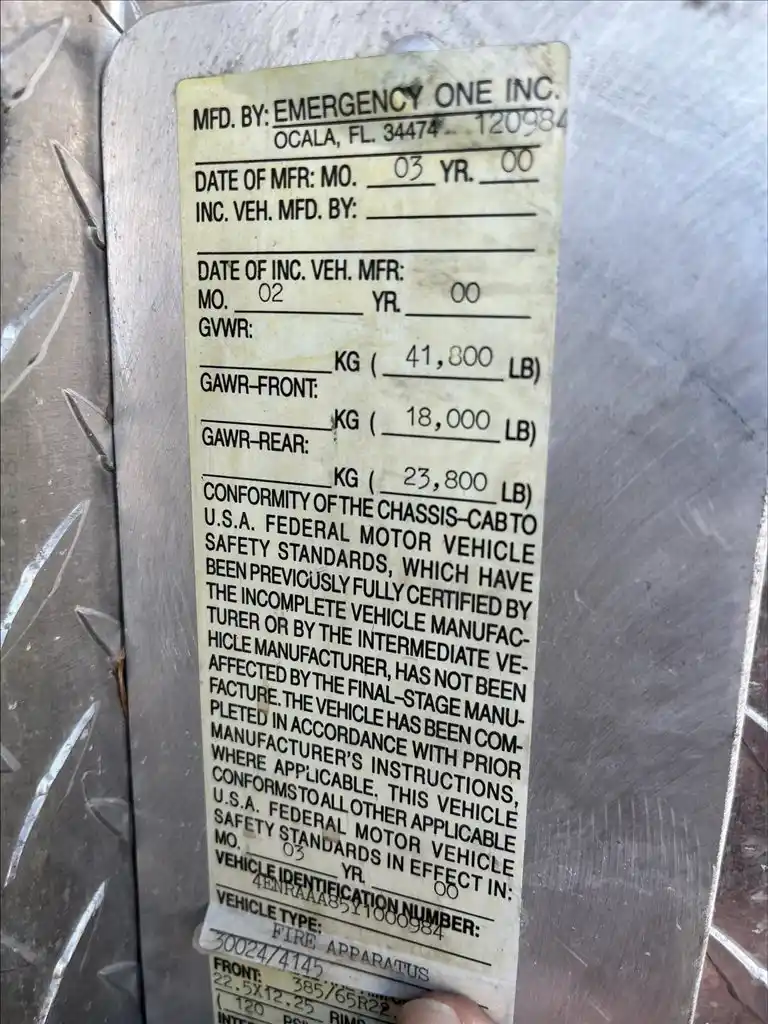 MFD. BY: EMERGENCY ONE INC.
OCALA, FL. 34474 120984
DATE OF MFR: MO. 03 YR. 00
INC. VEH. MFD. BY:
DATE OF INC. VEH. MFR:
MO. 02 YR. 00
GVWR:
KG ( 41,800 LB)
GAWR-FRONT:
KG ( 18,000 LB)
GAWR-REAR:
KG ( 23,800 LB)
CONFORMITY OF THE CHASSIS-CAB TO
U.S.A. FEDERAL MOTOR VEHICLE
SAFETY STANDARDS, WHICH HAVE
BEEN PREVIOUSLY FULLY CERTIFIED BY
THE INCOMPLETE VEHICLE MANUFAC-
TURER OR BY THE INTERMEDIATE VE-
HICLE MANUFACTURER, HAS NOT BEEN
AFFECTED BY THE FINAL-STAGE MANU-
FACTURE. THE VEHICLE HAS BEEN COM-
PLETED IN ACCORDANCE WITH PRIOR
MANUFACTURER'S INSTRUCTIONS,
WHERE APPLICABLE. THIS VEHICLE
CONFORMS TO ALL OTHER APPLICABLE
U.S.A. FEDERAL MOTOR VEHICLE
SAFETY STANDARDS IN EFFECT IN:
MO. 03 YR. 00
VEHICLE IDENTIFICATION NUMBER:
4ENRAAA85Y1000984
VEHICLE TYPE:
FIRE APPARATUS
30024/4145
FRONT: 385/65R22
22.5X12.25 RIMS
( 120